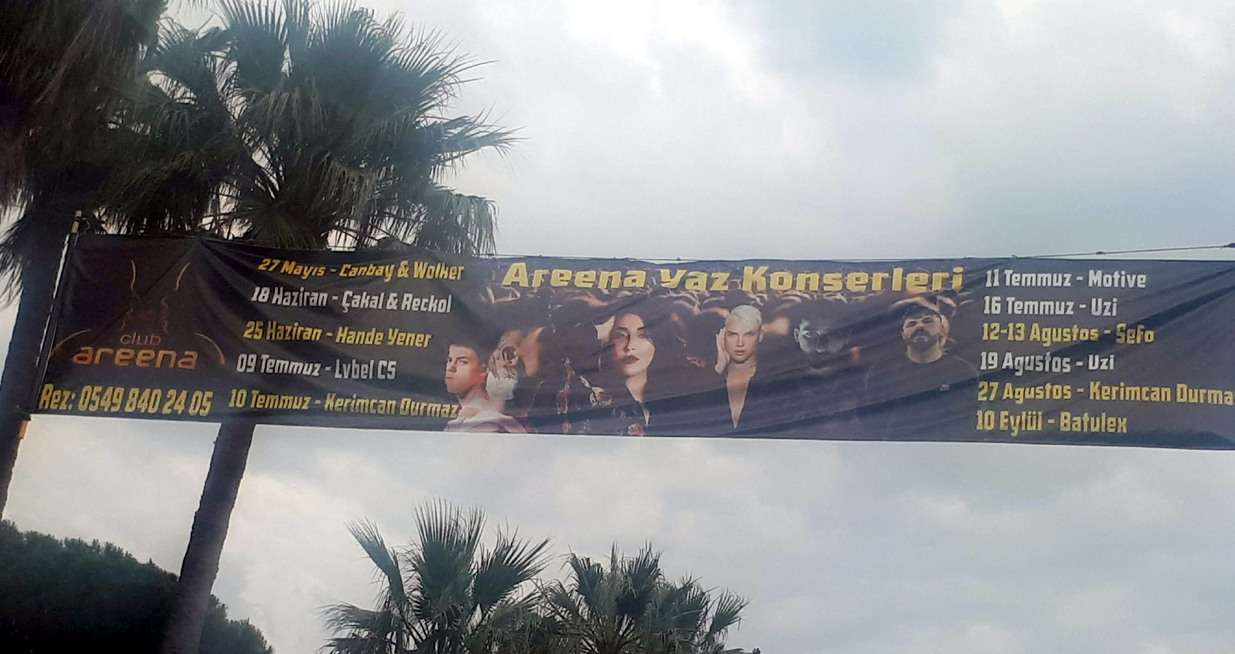 club
areena
Rez: 0549 840 24 05
27 Mayıs - Canbay & Wolker
18 Haziran - Çakal & Reckol
25 Haziran - Hande Yener
09 Temmuz - Lvbel C5
10 Temmuz - Kerimcan Durmaz
Areena yaz Konserleri
11 Temmuz - Motive
16 Temmuz - Uzi
12-13 Agustos - Sefo
19 Agustos - Uzi
27 Agustos - Kerimcan Durma
10 Eylül - Batulex